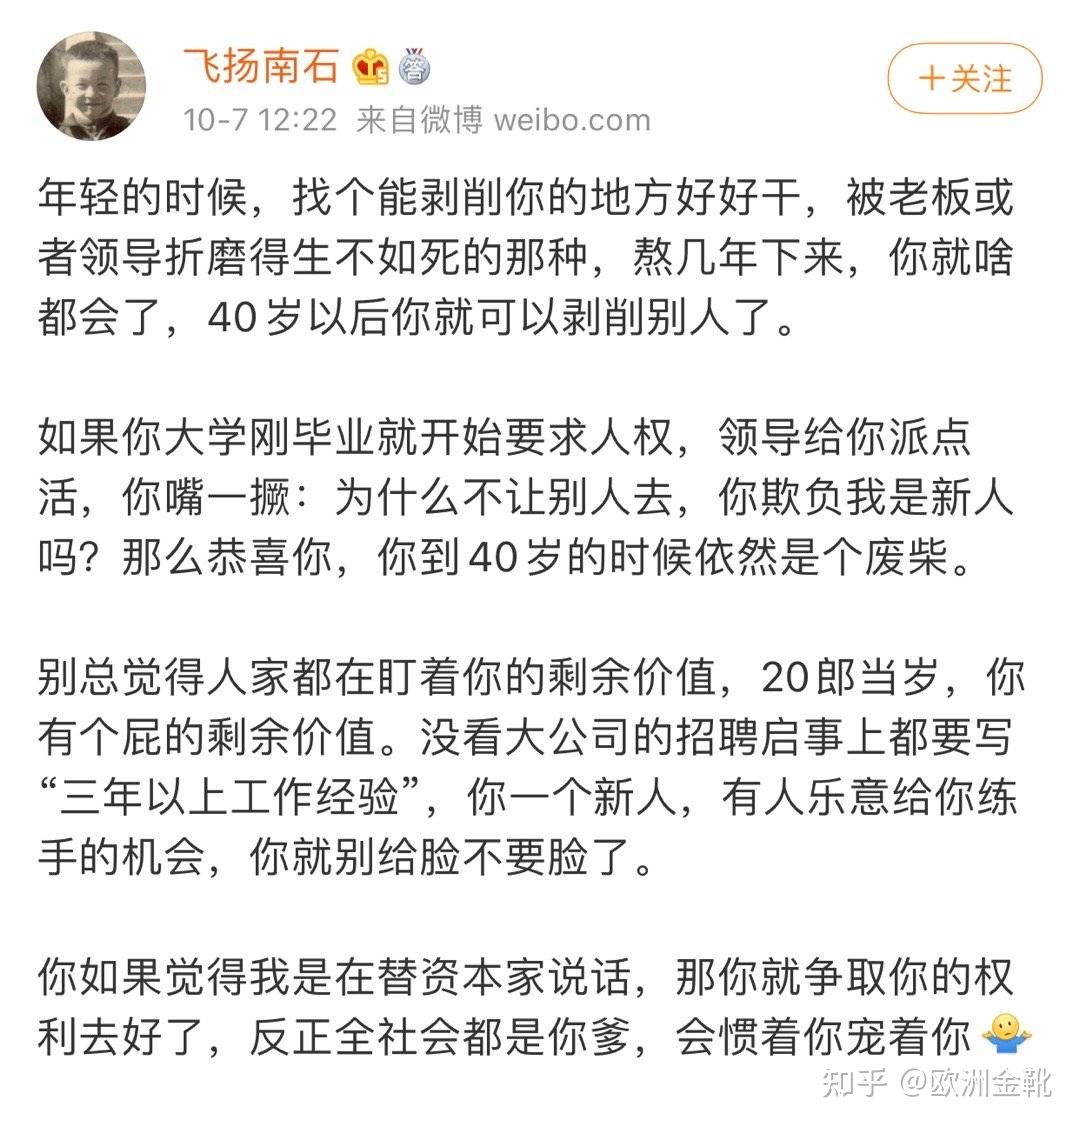 飞扬南石
答
+关注
10-7 12:22 来自微博 weibo.com
年轻的时候，找个能剥削你的地方好好干，被老板或
者领导折磨得生不如死的那种，熬几年下来，你就啥
都会了，40岁以后你就可以剥削别人了。
如果你大学刚毕业就开始要求人权，领导给你派点
活，你嘴一撅：为什么不让别人去，你欺负我是新人
吗？那么恭喜你，你到40岁的时候依然是个废柴。
别总觉得人家都在盯着你的剩余价值，20郎当岁，你
有个屁的剩余价值。没看大公司的招聘启事上都要写
“三年以上工作经验”，你一个新人，有人乐意给你练
手的机会，你就别给脸不要脸了。
你如果觉得我是在替资本家说话，那你就争取你的权
利去好了，反正全社会都是你爹，会惯着你宠着你🤷
知乎 @欧洲金靴